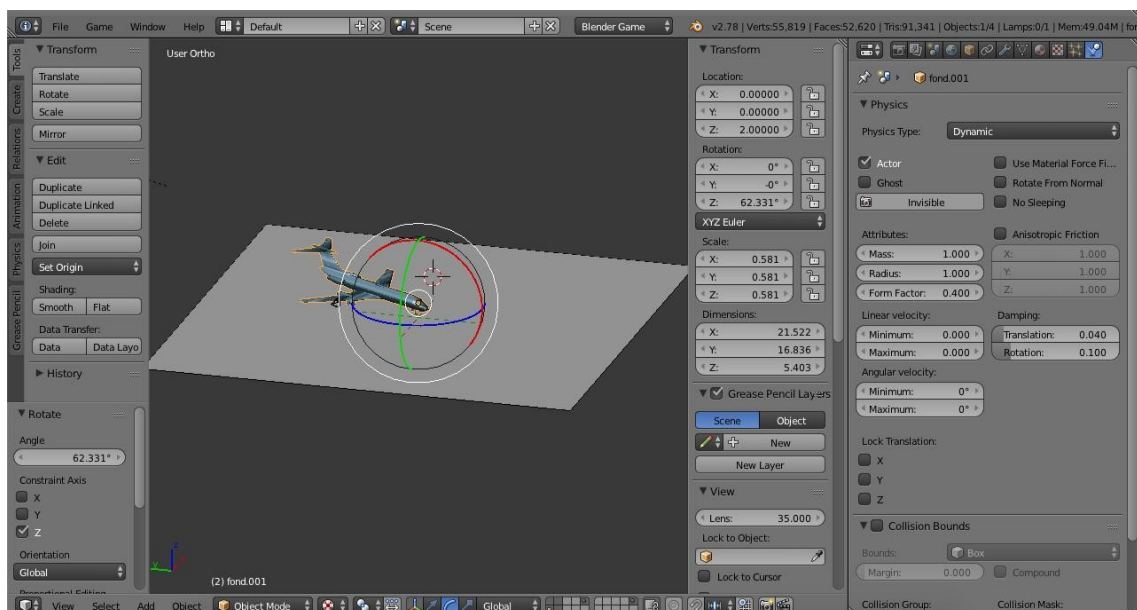 File Game Window Help Default Scene Blender Game v2.78 | Verts:55,819 | Faces:52,620 | Tris:91,341 | Objects:1/4 | Lamps:0/1 | Mem:49.04M | fon
Tools
Create
Relations
Animation
Physics
Grease Pencil
Transform
Translate
Rotate
Scale
Mirror
Edit
Duplicate
Duplicate Linked
Delete
Join
Set Origin
Shading:
Smooth Flat
Data Transfer:
Data Data Layo
History
Rotate
Angle
62.331°
Constraint Axis
X
Y
Z
Orientation
Global
Proportional Editing
User Ortho
z
y
(2) fond.001
Transform
Location:
X: 0.00000
Y: 0.00000
Z: 2.00000
Rotation:
X: 0°
Y: -0°
Z: 62.331°
XYZ Euler
Scale:
X: 0.581
Y: 0.581
Z: 0.581
Dimensions:
X: 21.522
Y: 16.836
Z: 5.403
Grease Pencil Layers
Scene Object
New
New Layer
View
Lens: 35.000
Lock to Object:
Lock to Cursor
fond.001
Physics
Physics Type: Dynamic
Actor Use Material Force Fi...
Ghost Rotate From Normal
Invisible No Sleeping
Attributes: Anisotropic Friction
Mass: 1.000 X: 1.000
Radius: 1.000 Y: 1.000
Form Factor: 0.400 Z: 1.000
Linear velocity: Damping:
Minimum: 0.000 Translation: 0.040
Maximum: 0.000 Rotation: 0.100
Angular velocity:
Minimum: 0°
Maximum: 0°
Lock Translation:
X
Y
Z
Collision Bounds
Bounds: Box
Margin: 0.000 Compound
Collision Group: Collision Mask:
View Select Add Object Object Mode Global